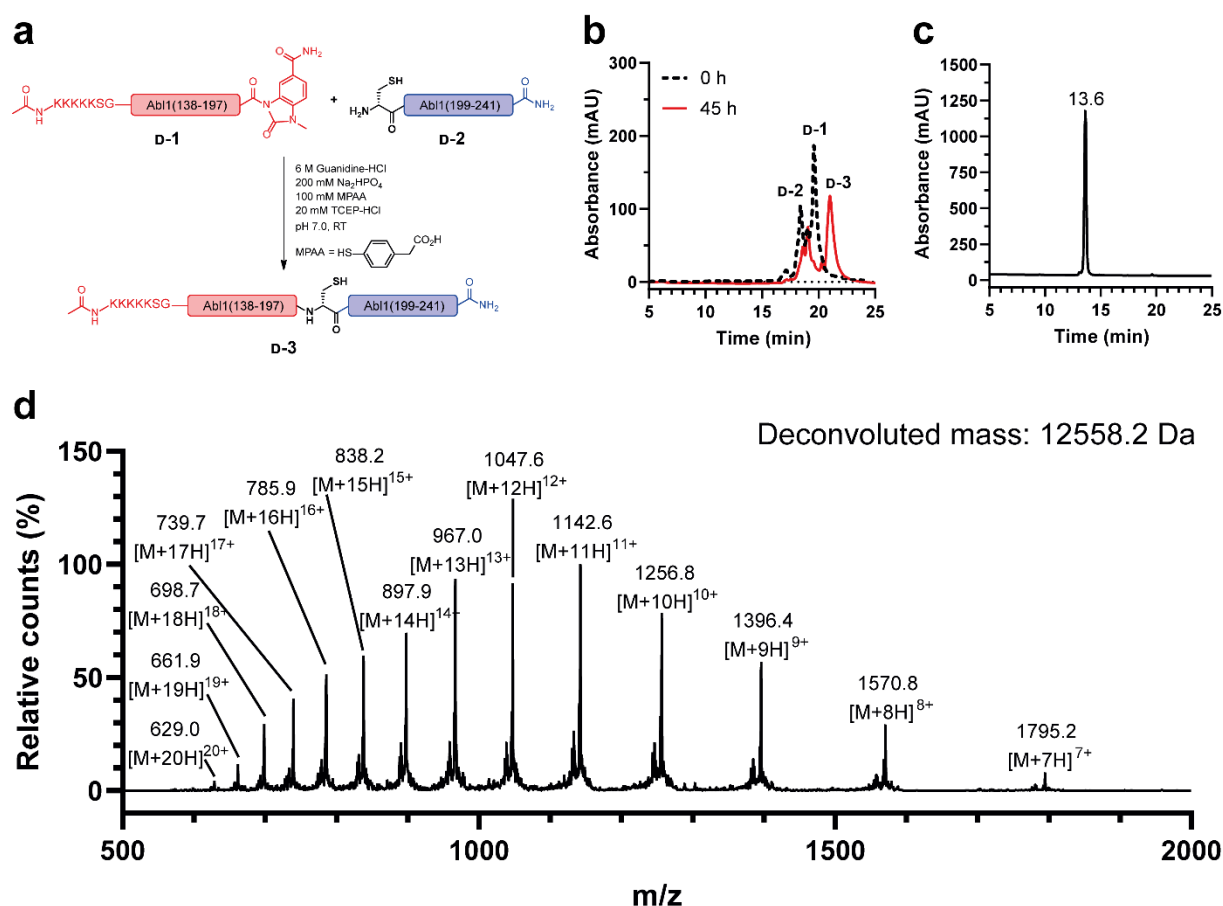 a
O
NH₂
O
N
H
KKKKKSG
Abl1(138-197)
O
N
N
O
D-1
+
SH
H₂N
O
Abl1(199-241)
O
NH₂
D-2
6 M Guanidine-HCl
200 mM Na₂HPO₄
100 mM MPAA
20 mM TCEP-HCl
pH 7.0, RT
MPAA = HS
CO₂H
O
N
H
KKKKKSG
Abl1(138-197)
SH
N
H
O
Abl1(199-241)
O
NH₂
D-3
b
Absorbance (mAU)
300
200
100
0
0 h
45 h
D-1
D-2
D-3
5 10 15 20 25
Time (min)
c
Absorbance (mAU)
1500
1250
1000
750
500
250
0
13.6
5 10 15 20 25
Time (min)
d
Deconvoluted mass: 12558.2 Da
Relative counts (%)
150
100
50
0
629.0
[M+20H]²⁰⁺
661.9
[M+19H]¹⁹⁺
698.7
[M+18H]¹⁸⁺
739.7
[M+17H]¹⁷⁺
785.9
[M+16H]¹⁶⁺
838.2
[M+15H]¹⁵⁺
897.9
[M+14H]¹⁴⁺
967.0
[M+13H]¹³⁺
1047.6
[M+12H]¹²⁺
1142.6
[M+11H]¹¹⁺
1256.8
[M+10H]¹⁰⁺
1396.4
[M+9H]⁹⁺
1570.8
[M+8H]⁸⁺
1795.2
[M+7H]⁷⁺
500 1000 1500 2000
m/z